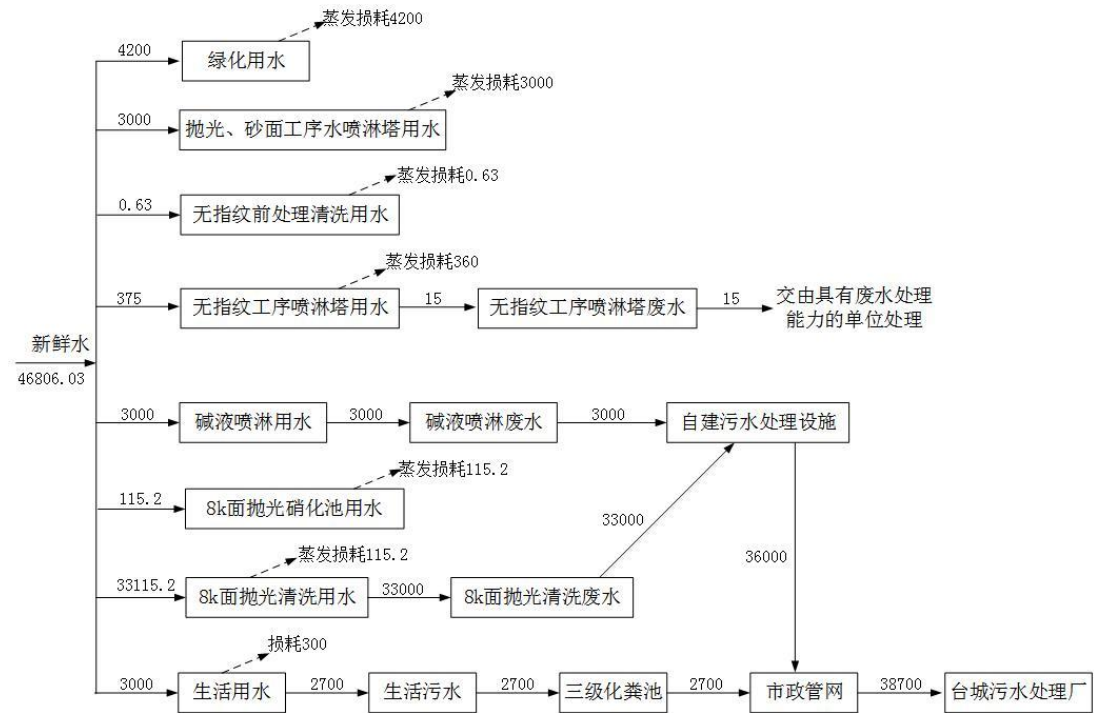 蒸发损耗4200
4200
绿化用水
蒸发损耗3000
3000
抛光、砂面工序水喷淋塔用水
蒸发损耗0.63
0.63
无指纹前处理清洗用水
蒸发损耗360
375
无指纹工序喷淋塔用水
15
无指纹工序喷淋塔废水
15
交由具有废水处理
能力的单位处理
新鲜水
46806.03
3000
碱液喷淋用水
3000
碱液喷淋废水
3000
自建污水处理设施
蒸发损耗115.2
115.2
8k面抛光硝化池用水
33000
36000
蒸发损耗115.2
33115.2
8k面抛光清洗用水
33000
8k面抛光清洗废水
损耗300
3000
生活用水
2700
生活污水
2700
三级化粪池
2700
市政管网
38700
台城污水处理厂